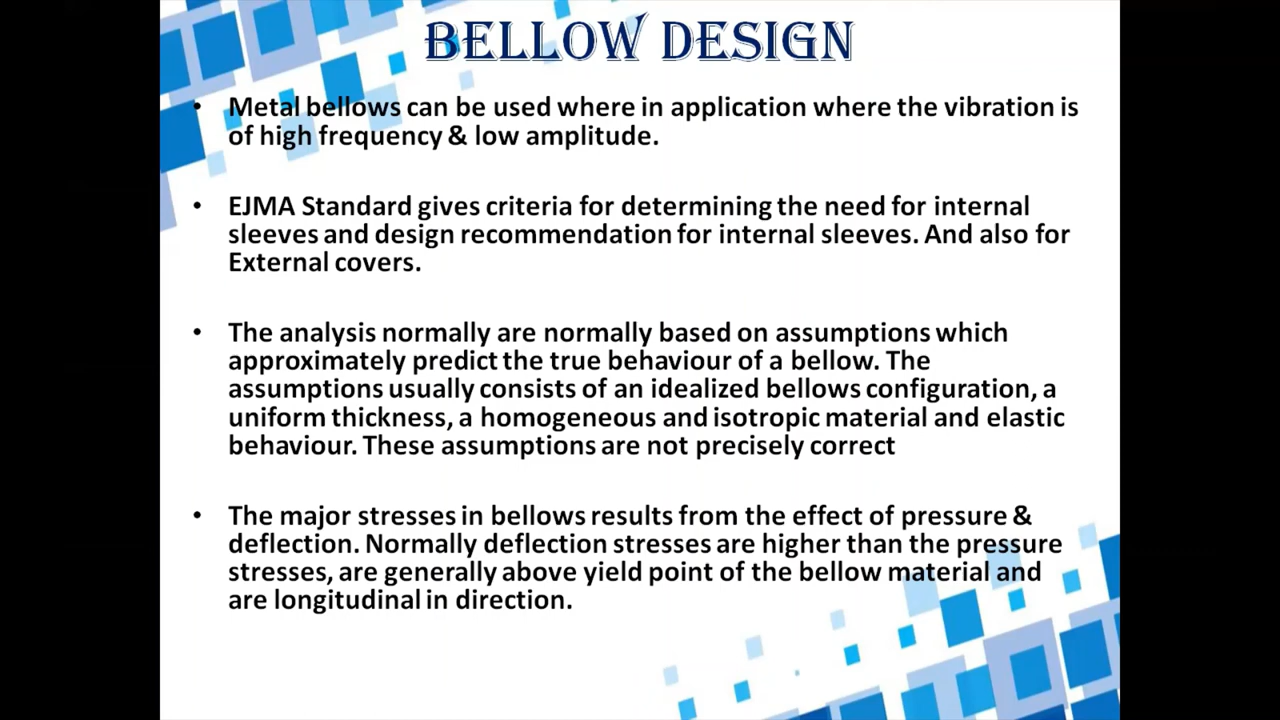 BELLOW DESIGN
• Metal bellows can be used where in application where the vibration is
of high frequency & low amplitude.
• EJMA Standard gives criteria for determining the need for internal
sleeves and design recommendation for internal sleeves. And also for
External covers.
• The analysis normally are normally based on assumptions which
approximately predict the true behaviour of a bellow. The
assumptions usually consists of an idealized bellows configuration, a
uniform thickness, a homogeneous and isotropic material and elastic
behaviour. These assumptions are not precisely correct
• The major stresses in bellows results from the effect of pressure &
deflection. Normally deflection stresses are higher than the pressure
stresses, are generally above yield point of the bellow material and
are longitudinal in direction.